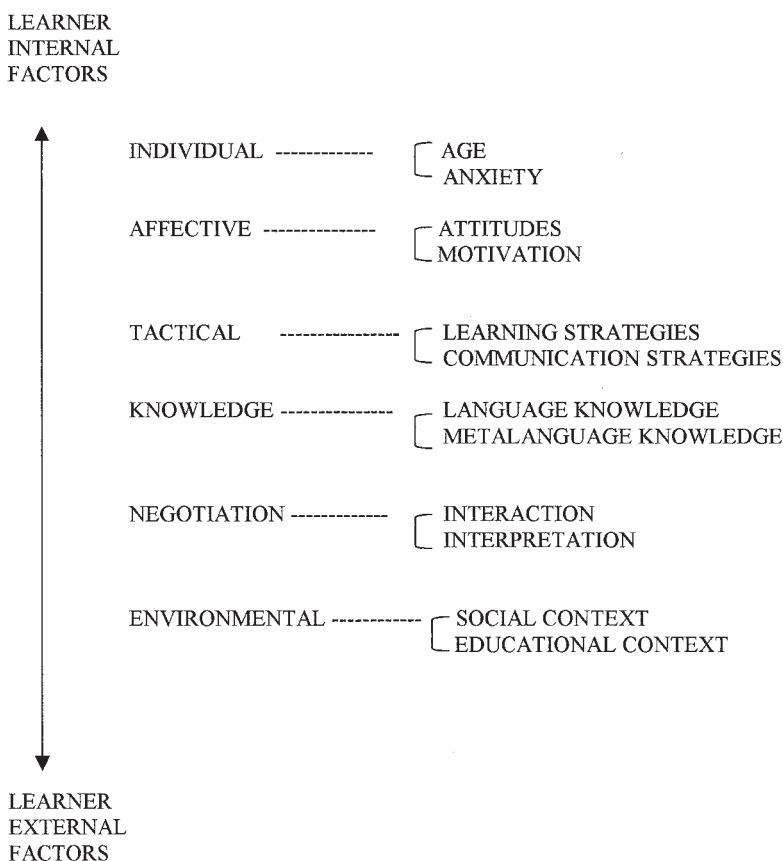 LEARNER
INTERNAL
FACTORS
INDIVIDUAL ------------- AGE
ANXIETY
AFFECTIVE --------------- ATTITUDES
MOTIVATION
TACTICAL --------------- LEARNING STRATEGIES
COMMUNICATION STRATEGIES
KNOWLEDGE --------------- LANGUAGE KNOWLEDGE
METALANGUAGE KNOWLEDGE
NEGOTIATION ------------- INTERACTION
INTERPRETATION
ENVIRONMENTAL ------------ SOCIAL CONTEXT
EDUCATIONAL CONTEXT
LEARNER
EXTERNAL
FACTORS